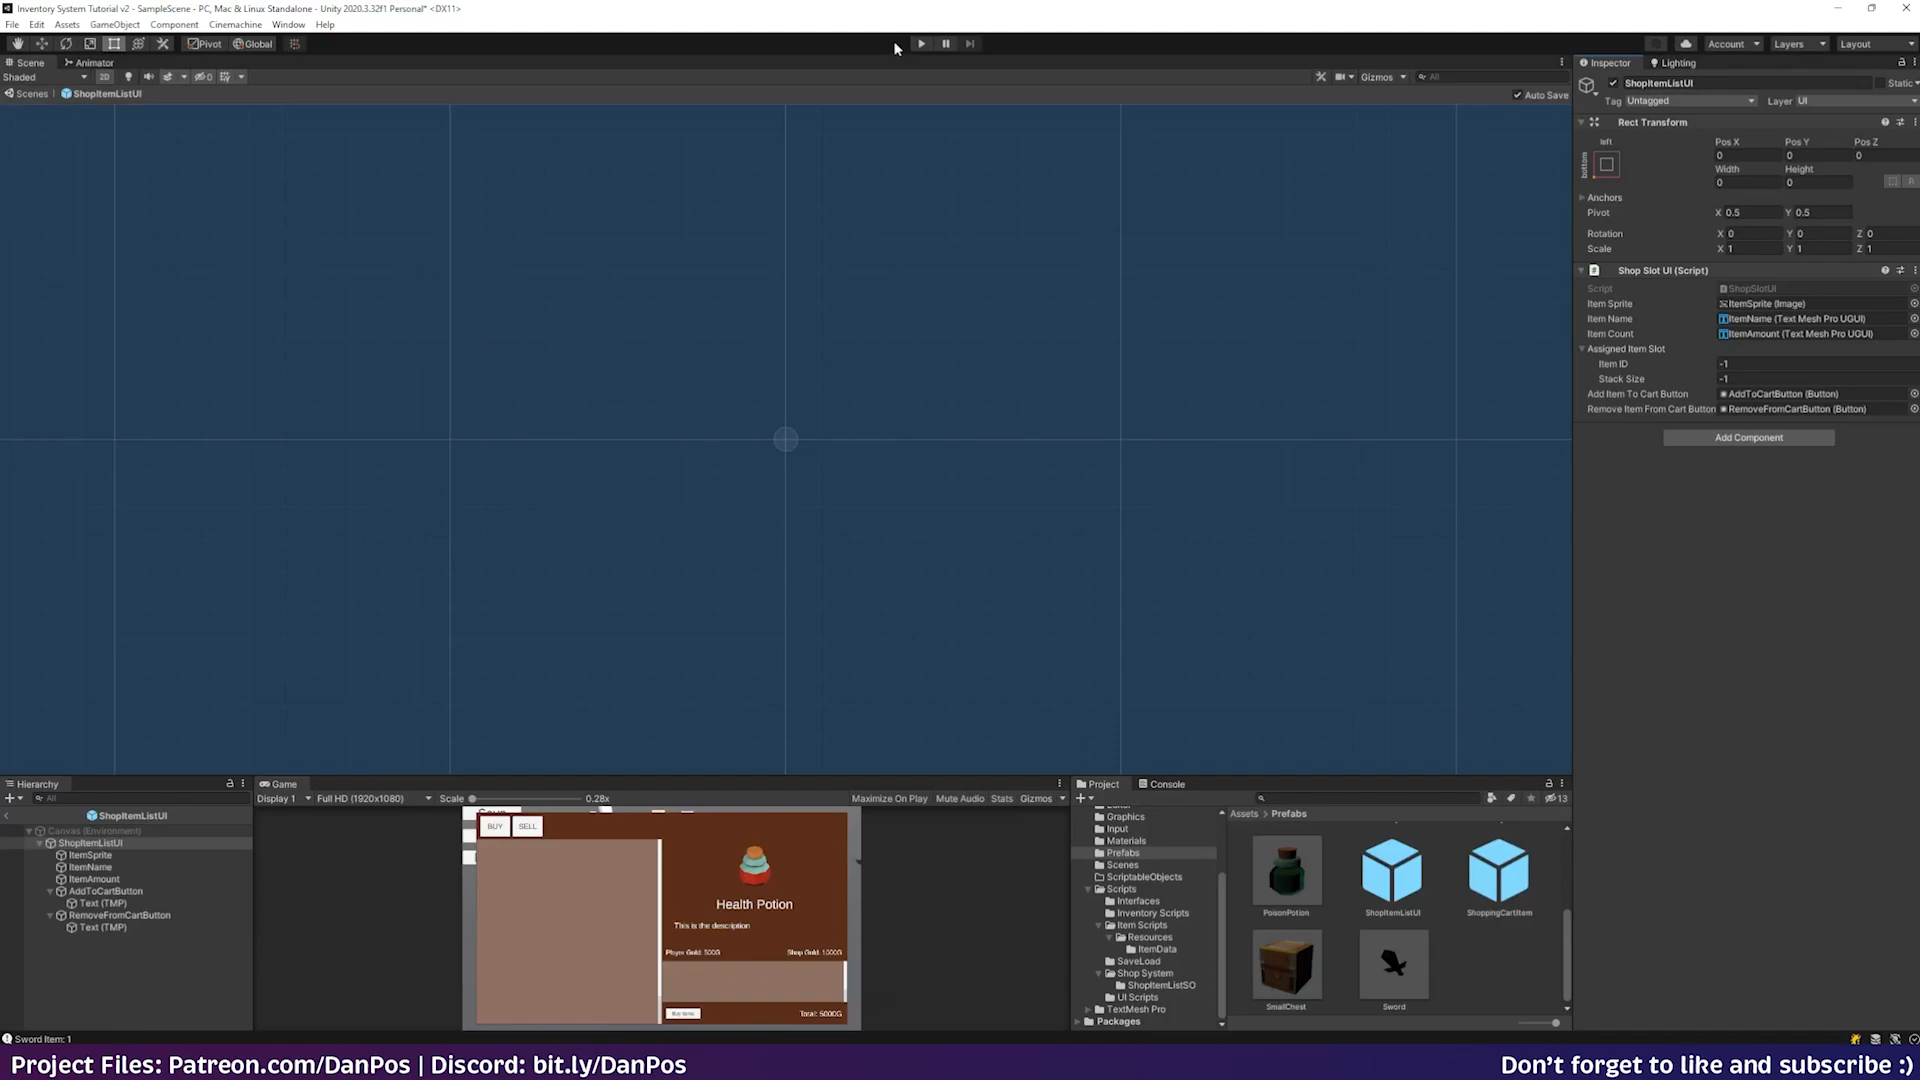 Inventory System Tutorial v2 - SampleScene - PC, Mac & Linux Standalone - Unity 2020.3.32f1 Personal* <DX11>
File Edit Assets GameObject Component Cinemachine Window Help
Pivot Global
Account Layers Layout
Scene Animator
Inspector Lighting
Shaded 2D 0 Gizmos All
Scenes ShopItemListUI Auto Save
ShopItemListUI Static
Tag Untagged Layer UI
Rect Transform
left
bottom
Pos X Pos Y Pos Z
0 0 0
Width Height
0 0
R
Anchors
Pivot X 0.5 Y 0.5
Rotation X 0 Y 0 Z 0
Scale X 1 Y 1 Z 1
Shop Slot UI (Script)
Script ShopSlotUI
Item Sprite ItemSprite (Image)
Item Name ItemName (Text Mesh Pro UGUI)
Item Count ItemAmount (Text Mesh Pro UGUI)
Assigned Item Slot
Item ID -1
Stack Size -1
Add Item To Cart Button AddToCartButton (Button)
Remove Item From Cart Button RemoveFromCartButton (Button)
Add Component
Hierarchy
All
ShopItemListUI
Canvas (Environment)
ShopItemListUI
ItemSprite
ItemName
ItemAmount
AddToCartButton
Text (TMP)
RemoveFromCartButton
Text (TMP)
Game
Display 1 Full HD (1920x1080) Scale 0.28x Maximize On Play Mute Audio Stats Gizmos
BUY SELL
Health Potion
This is the description
Player Gold: 500G Shop Gold: 1000G
Buy Items Total: 5000G
Project Console
13
Graphics
Input
Materials
Prefabs
Scenes
ScriptableObjects
Scripts
Interfaces
Inventory Scripts
Item Scripts
Resources
ItemData
SaveLoad
Shop System
ShopItemListSO
UI Scripts
TextMesh Pro
Packages
Assets > Prefabs
PoisonPotion ShopItemListUI ShoppingCartItem
SmallChest Sword
Sword Item: 1
Project Files: Patreon.com/DanPos | Discord: bit.ly/DanPos
Don't forget to like and subscribe :)